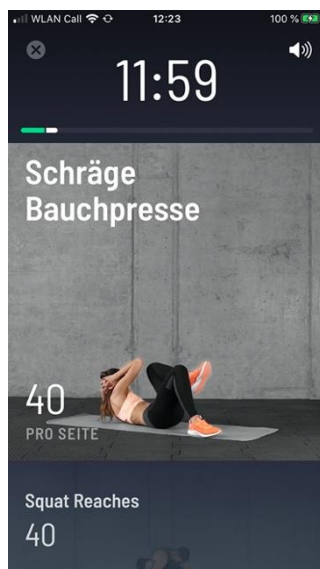 WLAN Call
12:23
100 %
11:59
Schräge
Bauchpresse
40
PRO SEITE
Squat Reaches
40